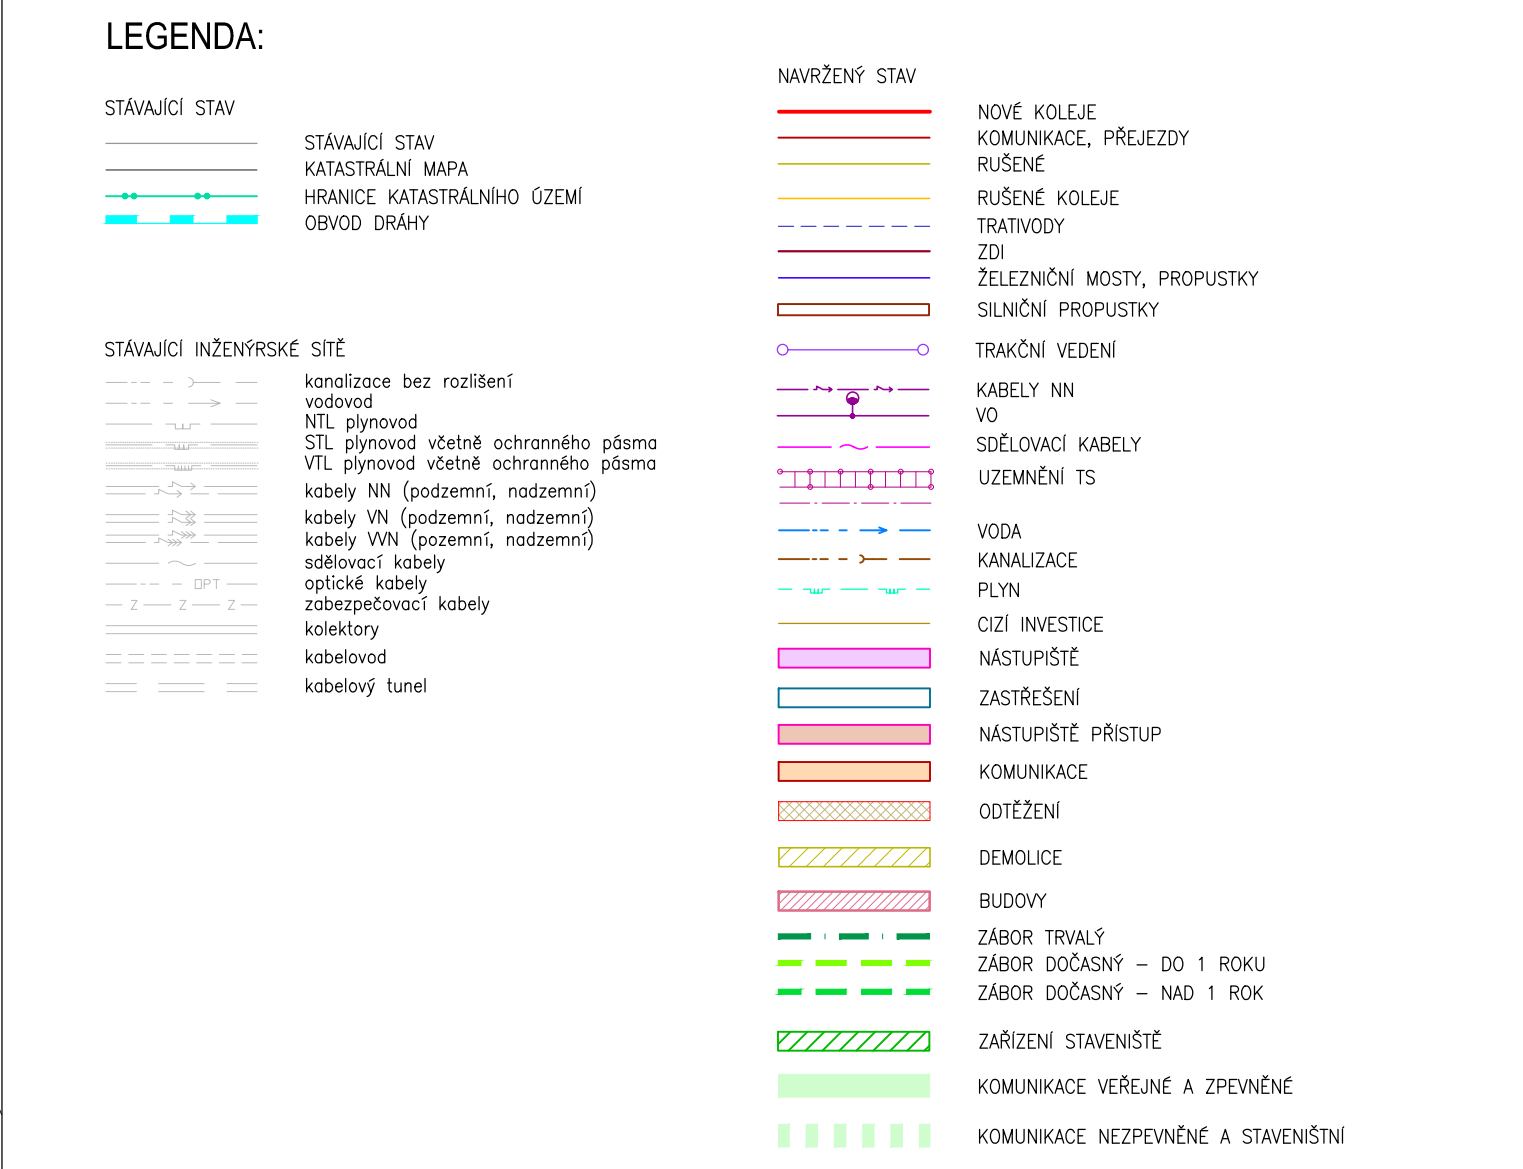 LEGENDA:
STÁVAJÍCÍ STAV
STÁVAJÍCÍ STAV
KATASTRÁLNÍ MAPA
HRANICE KATASTRÁLNÍHO ÚZEMÍ
OBVOD DRÁHY
STÁVAJÍCÍ INŽENÝRSKÉ SÍTĚ
kanalizace bez rozlišení
vodovod
NTL plynovod
STL plynovod včetně ochranného pásma
VTL plynovod včetně ochranného pásma
kabely NN (podzemní, nadzemní)
kabely VN (podzemní, nadzemní)
kabely VVN (pozemní, nadzemní)
sdělovací kabely
OPT optické kabely
Z Z Z zabezpečovací kabely
kolektory
kabelovod
kabelový tunel
NAVRŽENÝ STAV
NOVÉ KOLEJE
KOMUNIKACE, PŘEJEZDY
RUŠENÉ
RUŠENÉ KOLEJE
TRATIVODY
ZDI
ŽELEZNIČNÍ MOSTY, PROPUSTKY
SILNIČNÍ PROPUSTKY
TRAKČNÍ VEDENÍ
KABELY NN
VO
SDĚLOVACÍ KABELY
UZEMNĚNÍ TS
VODA
KANALIZACE
PLYN
CIZÍ INVESTICE
NÁSTUPIŠTĚ
ZASTŘEŠENÍ
NÁSTUPIŠTĚ PŘÍSTUP
KOMUNIKACE
ODTĚŽENÍ
DEMOLICE
BUDOVY
ZÁBOR TRVALÝ
ZÁBOR DOČASNÝ – DO 1 ROKU
ZÁBOR DOČASNÝ – NAD 1 ROK
ZAŘÍZENÍ STAVENIŠTĚ
KOMUNIKACE VEŘEJNÉ A ZPEVNĚNÉ
KOMUNIKACE NEZPEVNĚNÉ A STAVENIŠTNÍ